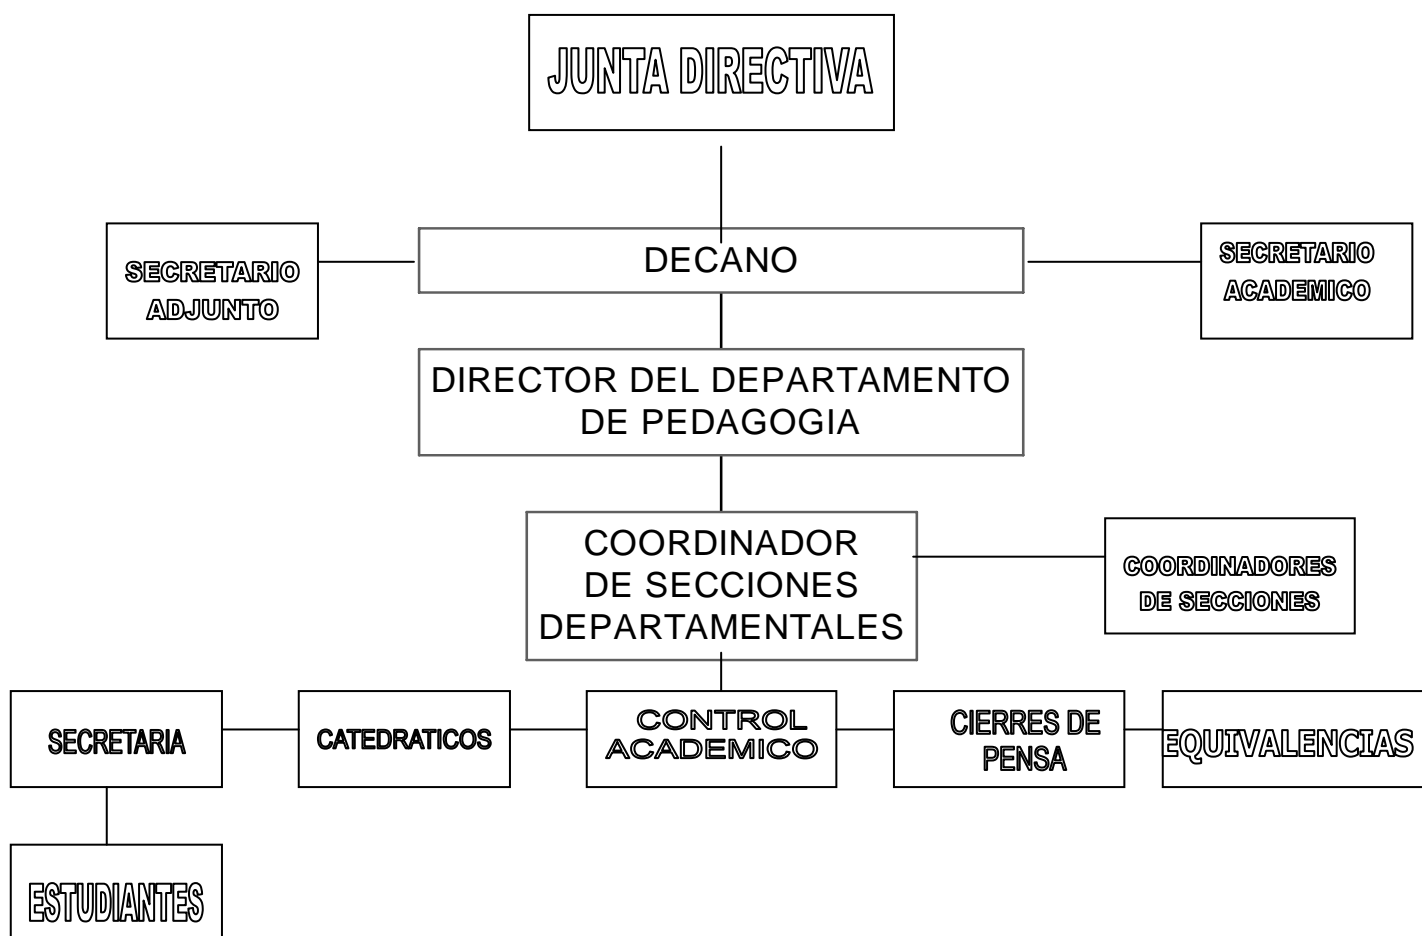 JUNTA DIRECTIVA
SECRETARIO
ADJUNTO
DECANO
SECRETARIO
ACADEMICO
DIRECTOR DEL DEPARTAMENTO
DE PEDAGOGIA
COORDINADOR
DE SECCIONES
DEPARTAMENTALES
COORDINADORES
DE SECCIONES
SECRETARIA
CATEDRATICOS
CONTROL
ACADEMICO
CIERRES DE
PENSA
EQUIVALENCIAS
ESTUDIANTES